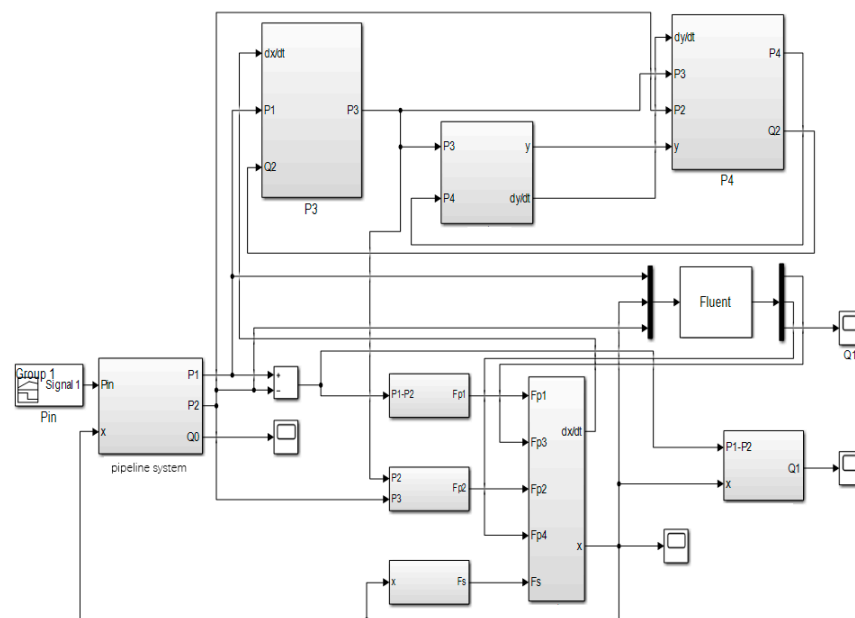 dx/dt
P1
Q2
P3
P3
P3
P4
y
dy/dt
dy/dt
P3
P2
y
P4
Q2
P4
Fluent
Q1
Group 1
Signal 1
Pin
Pin
x
P1
P2
Q0
pipeline system
+
−
P1-P2
Fp1
P2
P3
Fp2
x
Fs
Fp1
Fp3
Fp2
Fp4
Fs
dx/dt
x
P1-P2
x
Q1